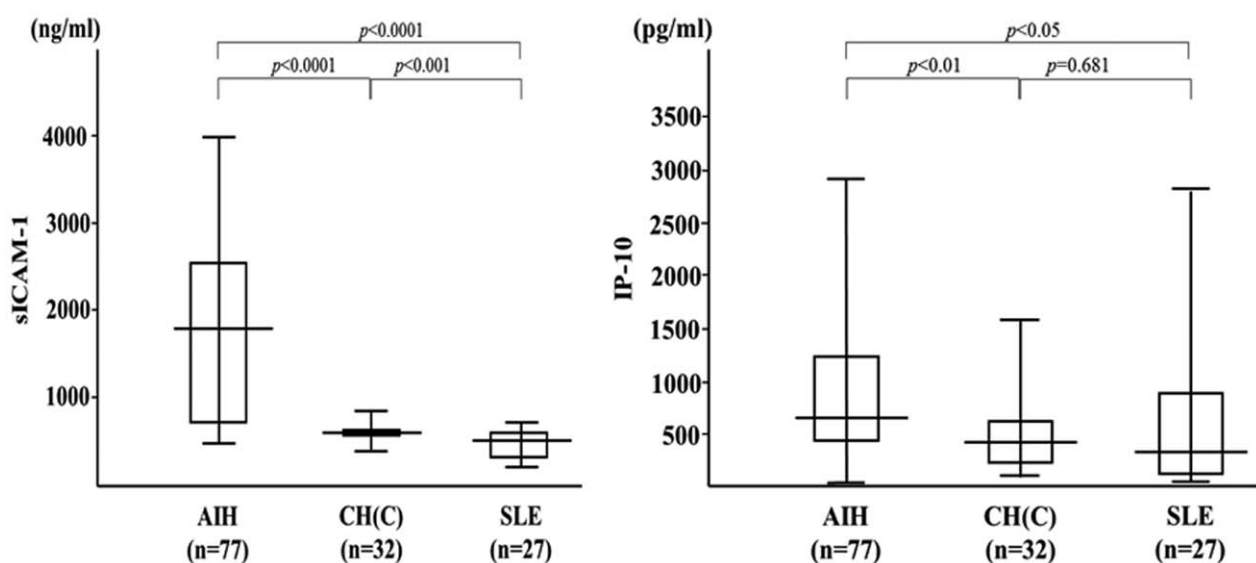 (ng/ml)
p<0.0001
p<0.0001
p<0.001
4000
3000
2000
1000
sICAM-1
AIH
(n=77)
CH(C)
(n=32)
SLE
(n=27)
(pg/ml)
p<0.05
p<0.01
p=0.681
3500
3000
2500
2000
1500
1000
500
IP-10
AIH
(n=77)
CH(C)
(n=32)
SLE
(n=27)